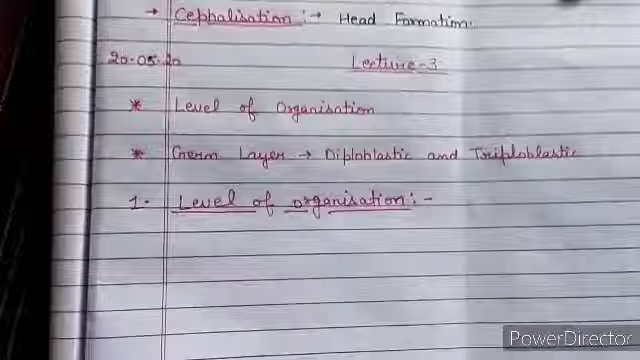 → Cephalisation :→ Head Formation.
20.05.20 Lecture-3
* Level of Organisation
* Germ Layer → Diploblastic and Triploblastic
1. Level of organisation :-
PowerDirector